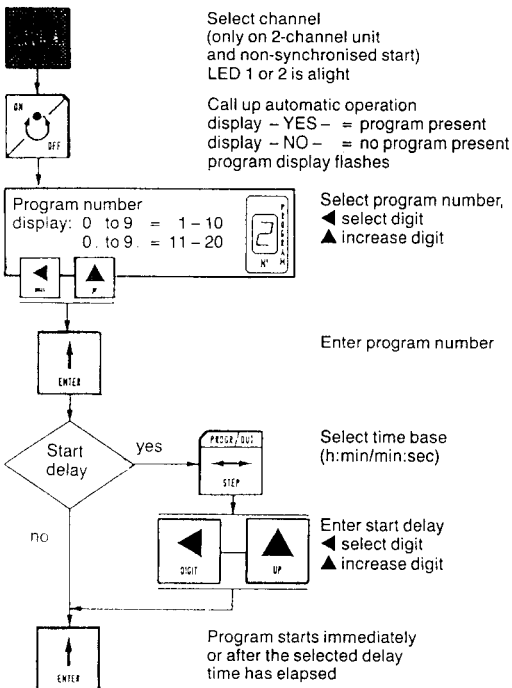 Select channel
(only on 2-channel unit
and non-synchronised start)
LED 1 or 2 is alight
ON
OFF
Call up automatic operation
display – YES – = program present
display – NO – = no program present
program display flashes
Program number
display: 0 to 9 = 1–10
0. to 9. = 11–20
2
PROGRAM
N°
Select program number,
◀ select digit
▲ increase digit
ENTER
Enter program number
Start
delay
yes
no
PROGR/OUT
STEP
Select time base
(h:min/min:sec)
DIGIT
UP
Enter start delay
◀ select digit
▲ increase digit
ENTER
Program starts immediately
or after the selected delay
time has elapsed